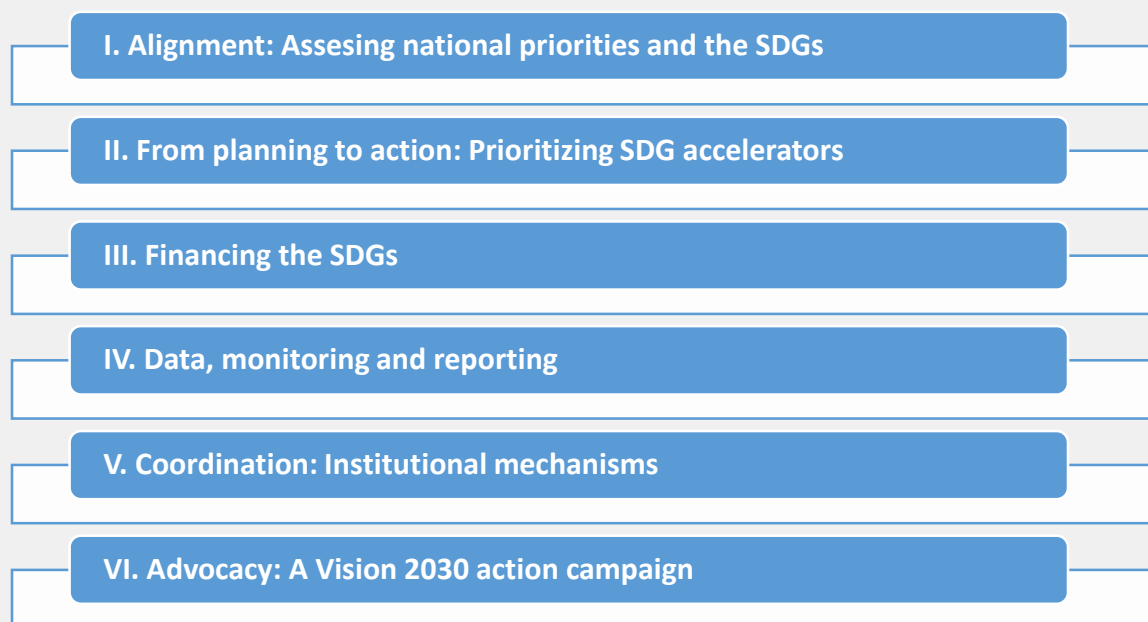 I. Alignment: Assesing national priorities and the SDGs
II. From planning to action: Prioritizing SDG accelerators
III. Financing the SDGs
IV. Data, monitoring and reporting
V. Coordination: Institutional mechanisms
VI. Advocacy: A Vision 2030 action campaign